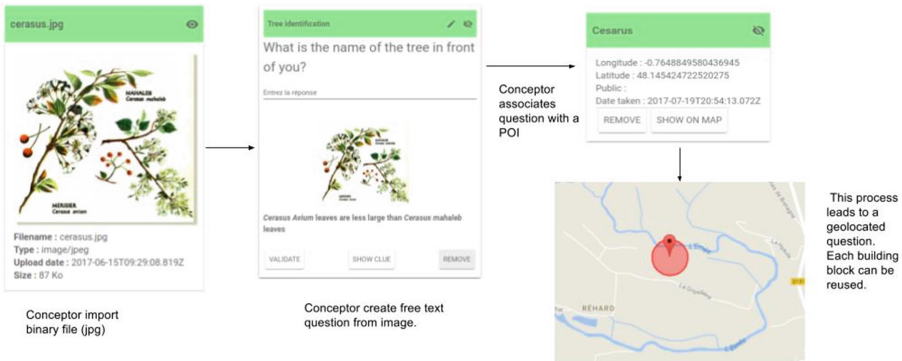 cerasus.jpg
MAHALEB
Cerasus mahaleb
MERISIER
Cerasus avium
Filename : cerasus.jpg
Type : image/jpeg
Upload date : 2017-06-15T09:29:08.819Z
Size : 87 Ko
Conceptor import
binary file (jpg)
Tree identification
What is the name of the tree in front
of you?
Entrez la réponse
Cerasus Avium leaves are less large than Cerasus mahaleb
leaves
VALIDATE
SHOW CLUE
REMOVE
Conceptor create free text
question from image.
Conceptor
associates
question with a
POI
Cesarus
Longitude : -0.7648849580436945
Latitude : 48.145424722520275
Public :
Date taken : 2017-07-19T20:54:13.072Z
REMOVE
SHOW ON MAP
RÉHARD
This process
leads to a
geolocated
question.
Each building
block can be
reused.